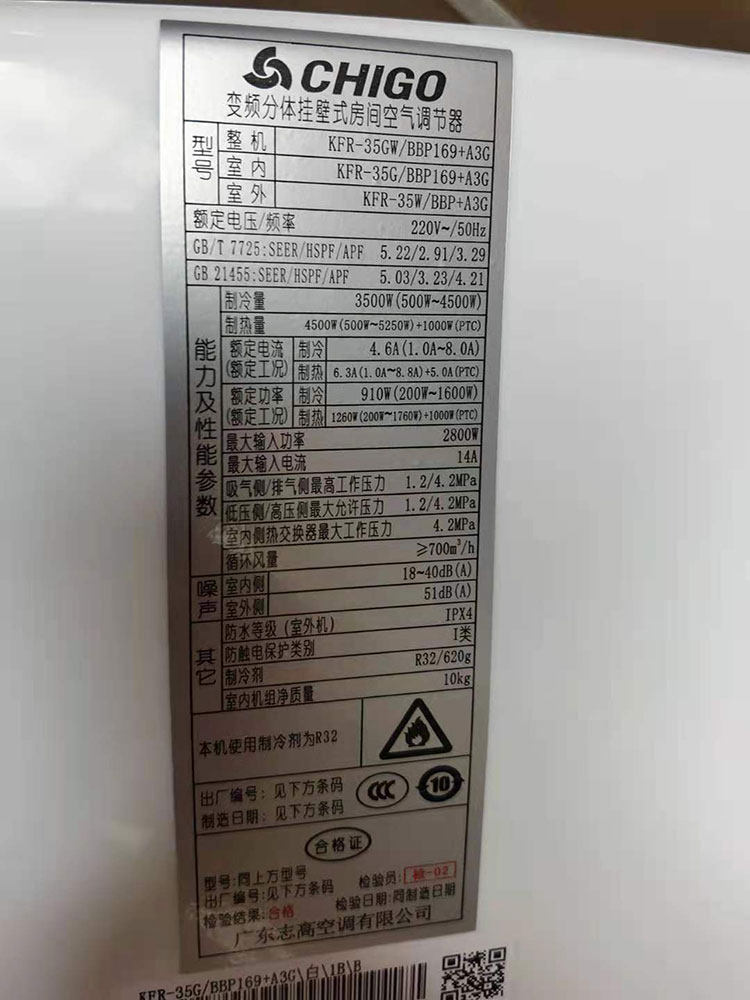 CHIGO
变频分体挂壁式房间空气调节器
型号 整机 KFR-35GW/BBP169+A3G
室内 KFR-35G/BBP169+A3G
室外 KFR-35W/BBP+A3G
额定电压/频率 220V~/50Hz
GB/T 7725:SEER/HSPF/APF 5.22/2.91/3.29
GB 21455:SEER/HSPF/APF 5.03/3.23/4.21
能力及性能参数
制冷量 3500W(500W~4500W)
制热量 4500W(500W~5250W)+1000W(PTC)
额定电流 制冷 4.6A(1.0A~8.0A)
(额定工况) 制热 6.3A(1.0A~8.8A)+5.0A(PTC)
额定功率 制冷 910W(200W~1600W)
(额定工况) 制热 1260W(200W~1760W)+1000W(PTC)
最大输入功率 2800W
最大输入电流 14A
吸气侧/排气侧最高工作压力 1.2/4.2MPa
低压侧/高压侧最大允许压力 1.2/4.2MPa
室内侧热交换器最大工作压力 4.2MPa
循环风量 ≥700m³/h
噪声 室内侧 18~40dB(A)
室外侧 51dB(A)
其它
防水等级(室外机) IPX4
防触电保护类别 I类
制冷剂 R32/620g
室内机组净质量 10kg
本机使用制冷剂为R32
出厂编号: 见下方条码
制造日期: 见下方条码
CCC
10
合格证
型号:同上方型号 检验员: 检-02
出厂编号:见下方条码 检验日期:同制造日期
检验结果:合格
广东志高空调有限公司
KFR-35G/BBP169+A3G\白\1B\B